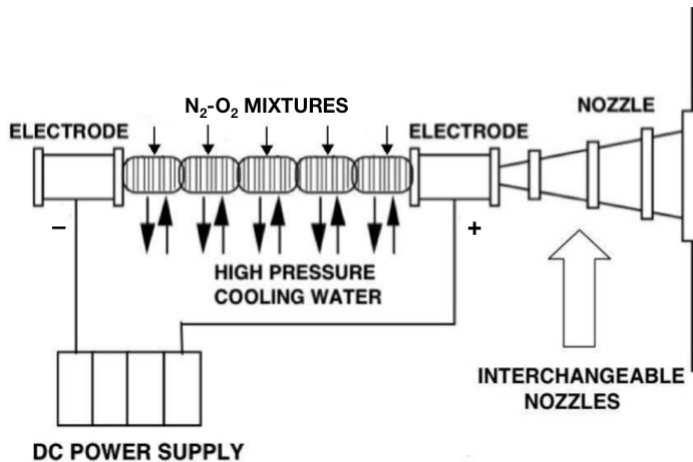 N₂-O₂ MIXTURES
NOZZLE
ELECTRODE
ELECTRODE
−
+
HIGH PRESSURE
COOLING WATER
INTERCHANGEABLE
NOZZLES
DC POWER SUPPLY